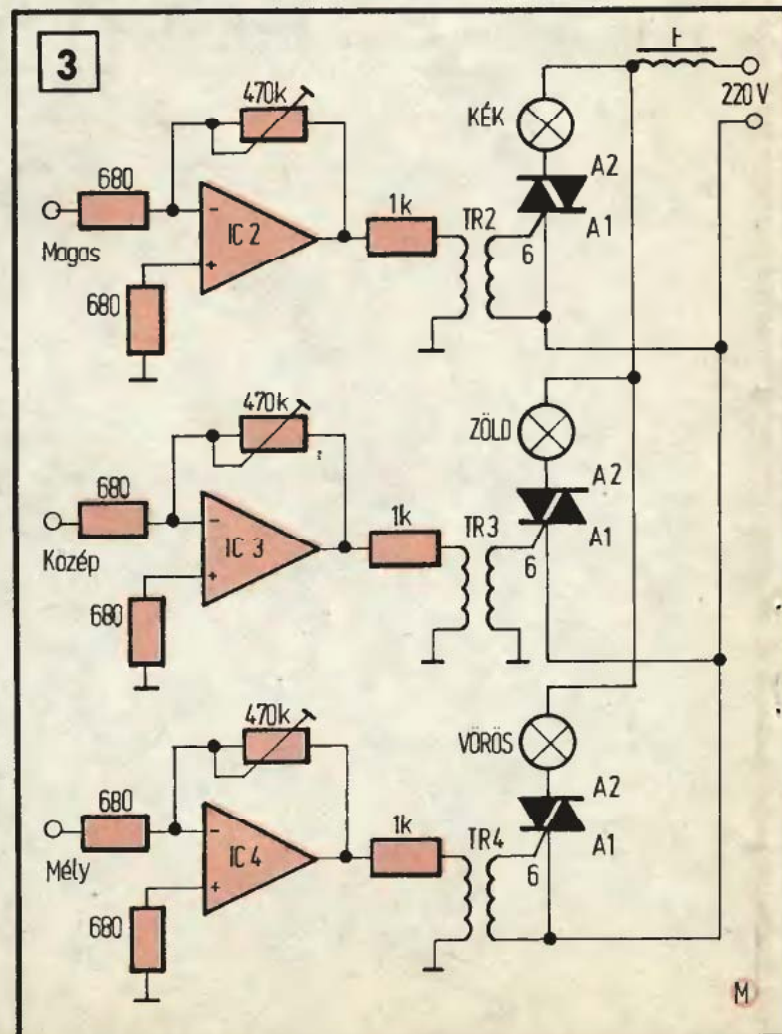 3
F
220 V
470k
KÉK
A2
680
1k
TR2
A1
IC 2
−
+
6
Magas
680
470k
ZÖLD
A2
680
1k
TR3
A1
IC 3
−
+
6
Közép
680
470k
VÖRÖS
A2
680
1k
TR4
A1
IC 4
−
+
6
Mély
680
M